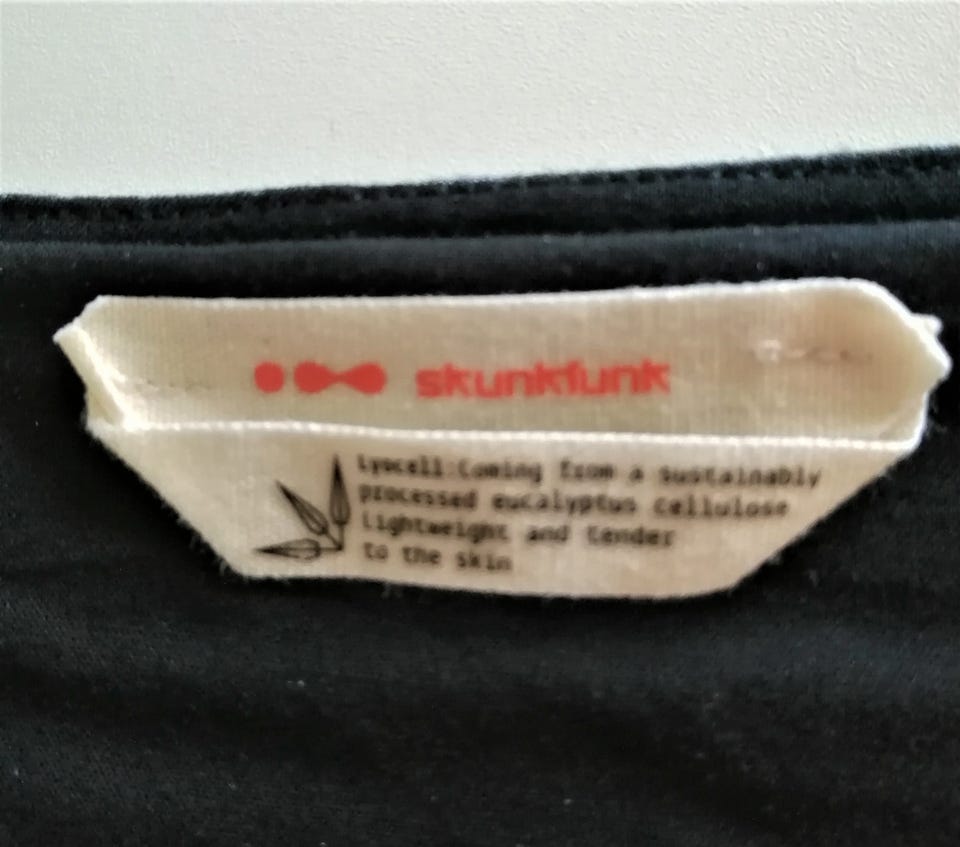 skunkfunk
Lyocell:Coming from a sustainably
processed eucalyptus cellulose
Lightweight and tender
to the skin